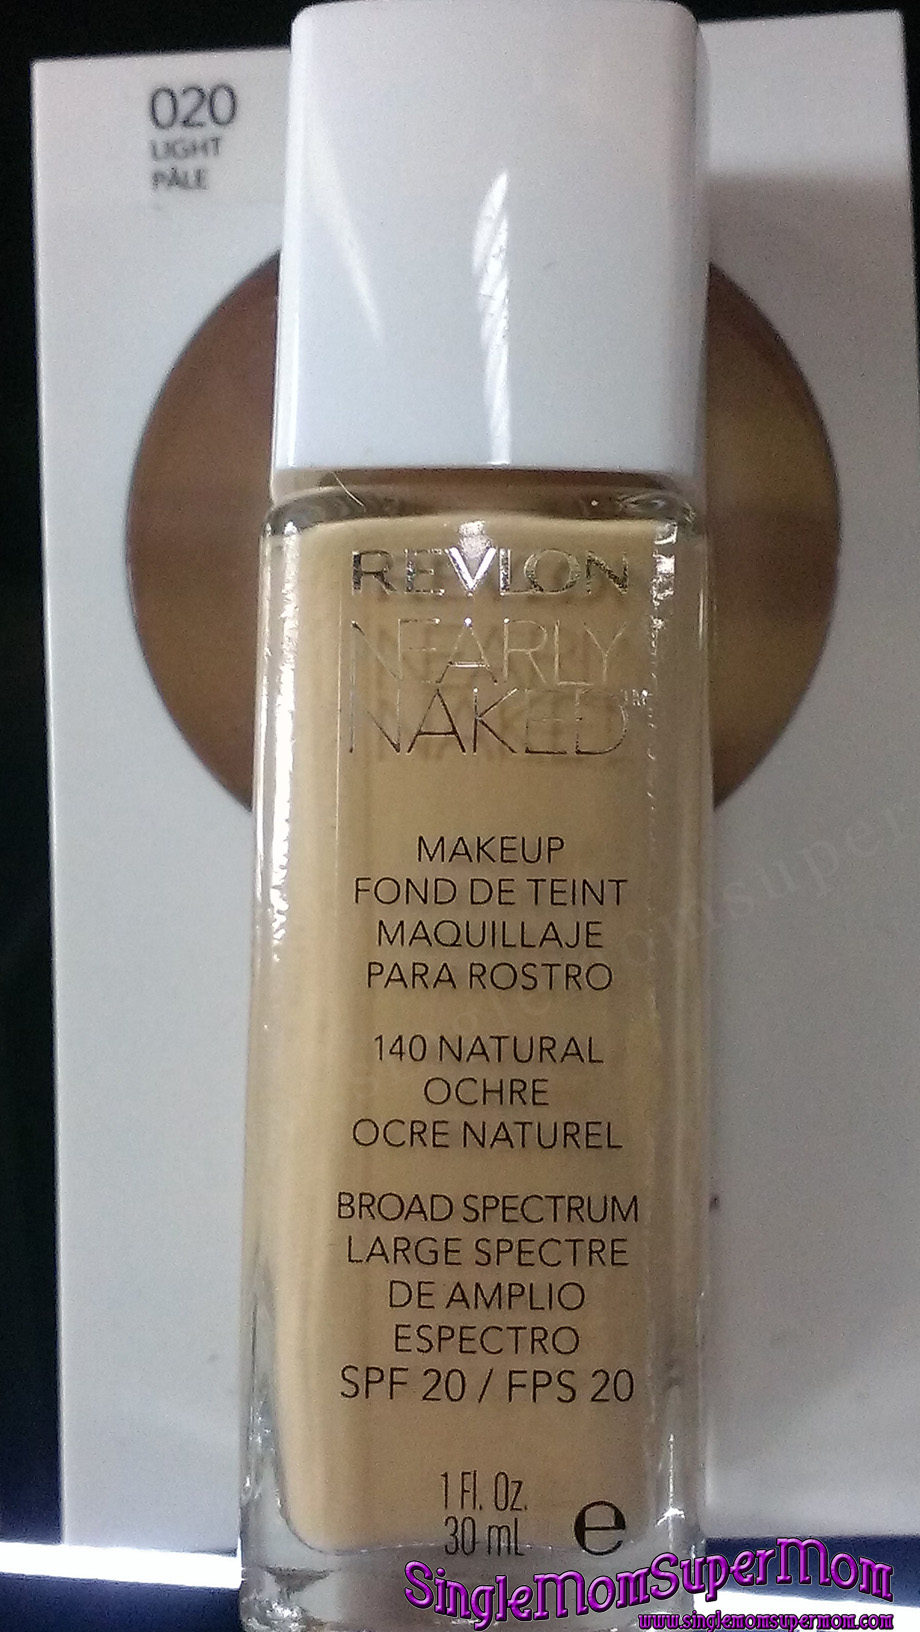 020
LIGHT
PÂLE
REVLON
NEARLY
NAKED™
MAKEUP
FOND DE TEINT
MAQUILLAJE
PARA ROSTRO
140 NATURAL
OCHRE
OCRE NATUREL
BROAD SPECTRUM
LARGE SPECTRE
DE AMPLIO
ESPECTRO
SPF 20 / FPS 20
1 Fl. Oz.
30 mL e
SingleMomSuperMom
www.singlemomsupermom.com